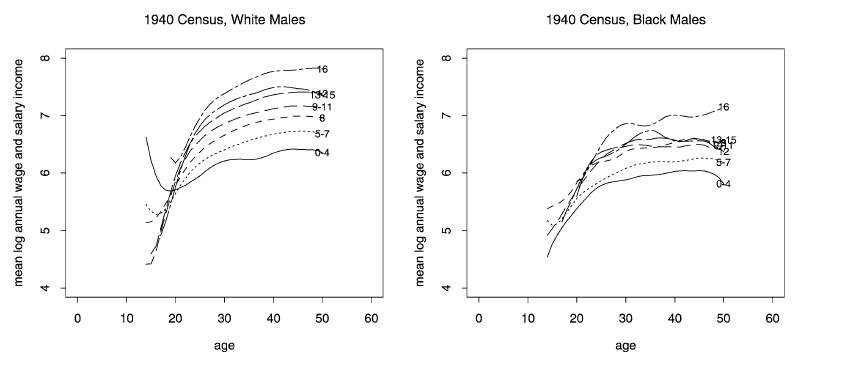 1940 Census, White Males
mean log annual wage and salary income
8
7
6
5
4
16
13-15
9-11
8
5-7
0-4
0 10 20 30 40 50 60
age
1940 Census, Black Males
mean log annual wage and salary income
8
7
6
5
4
16
13-15
12
5-7
0-4
0 10 20 30 40 50 60
age